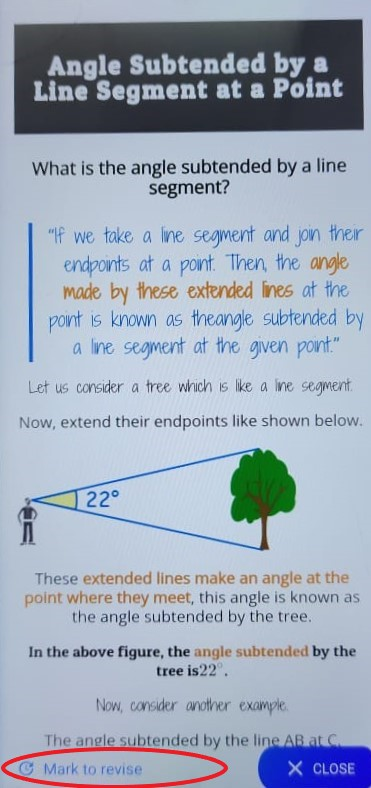 Angle Subtended by a
Line Segment at a Point
What is the angle subtended by a line
segment?
"If we take a line segment and join their
endpoints at a point. Then, the angle
made by these extended lines at the
point is known as theangle subtended by
a line segment at the given point."
Let us consider a tree which is like a line segment.
Now, extend their endpoints like shown below.
22°
These extended lines make an angle at the
point where they meet, this angle is known as
the angle subtended by the tree.
In the above figure, the angle subtended by the
tree is22°.
Now, consider another example.
The angle subtended by the line AB at C,
Mark to revise
CLOSE